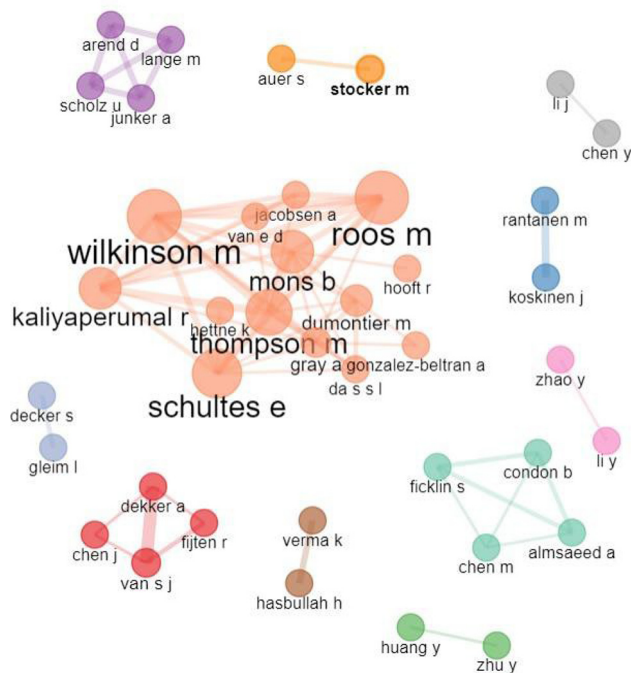 arend d
lange m
scholz u
junker a
auer s
stocker m
li j
chen y
rantanen m
koskinen j
jacobsen a
van e d
roos m
wilkinson m
mons b
hooft r
kaliyaperumal r
hettne k
dumontier m
thompson m
gray a
gonzalez-beltran a
da s s l
schultes e
zhao y
li y
decker s
gleim l
dekker a
chen j
fijten r
van s j
verma k
hasbullah h
ficklin s
condon b
chen m
almsaeed a
huang y
zhu y